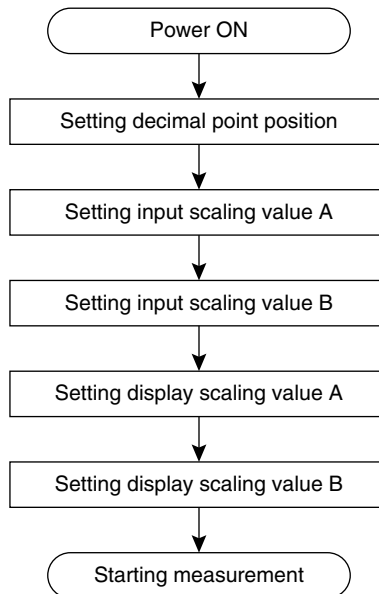 Power ON
Setting decimal point position
Setting input scaling value A
Setting input scaling value B
Setting display scaling value A
Setting display scaling value B
Starting measurement